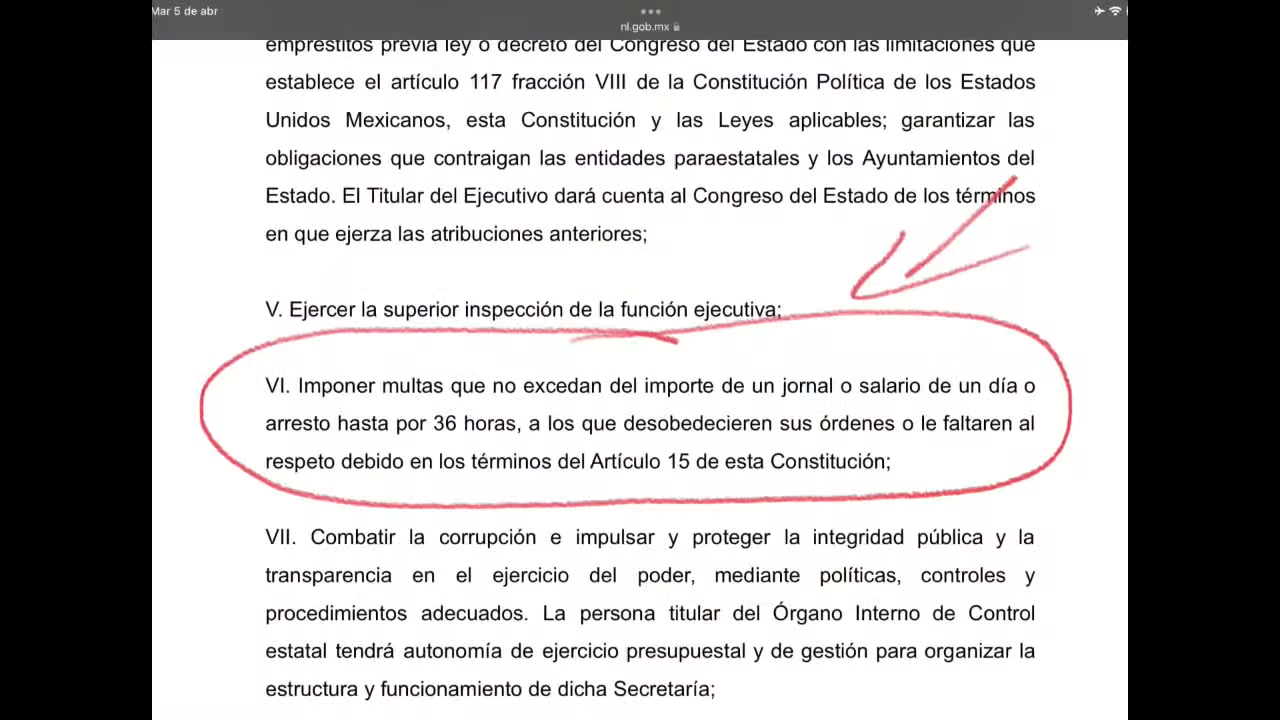 Mar 5 de abr
nl.gob.mx
empréstitos previa ley o decreto del Congreso del Estado con las limitaciones que
establece el artículo 117 fracción VIII de la Constitución Política de los Estados
Unidos Mexicanos, esta Constitución y las Leyes aplicables; garantizar las
obligaciones que contraigan las entidades paraestatales y los Ayuntamientos del
Estado. El Titular del Ejecutivo dará cuenta al Congreso del Estado de los términos
en que ejerza las atribuciones anteriores;
V. Ejercer la superior inspección de la función ejecutiva;
VI. Imponer multas que no excedan del importe de un jornal o salario de un día o
arresto hasta por 36 horas, a los que desobedecieren sus órdenes o le faltaren al
respeto debido en los términos del Artículo 15 de esta Constitución;
VII. Combatir la corrupción e impulsar y proteger la integridad pública y la
transparencia en el ejercicio del poder, mediante políticas, controles y
procedimientos adecuados. La persona titular del Órgano Interno de Control
estatal tendrá autonomía de ejercicio presupuestal y de gestión para organizar la
estructura y funcionamiento de dicha Secretaría;